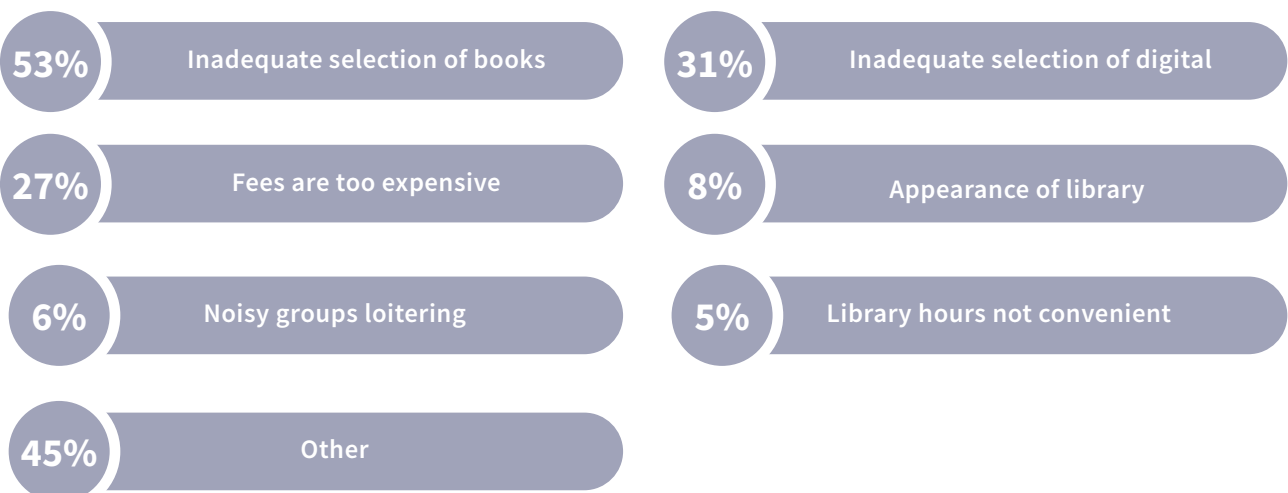 53% Inadequate selection of books
31% Inadequate selection of digital
27% Fees are too expensive
8% Appearance of library
6% Noisy groups loitering
5% Library hours not convenient
45% Other